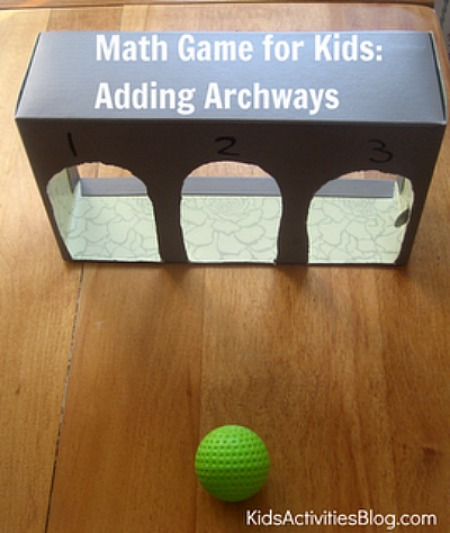 Math Game for Kids:
Adding Archways
1 2 3
KidsActivitiesBlog.com